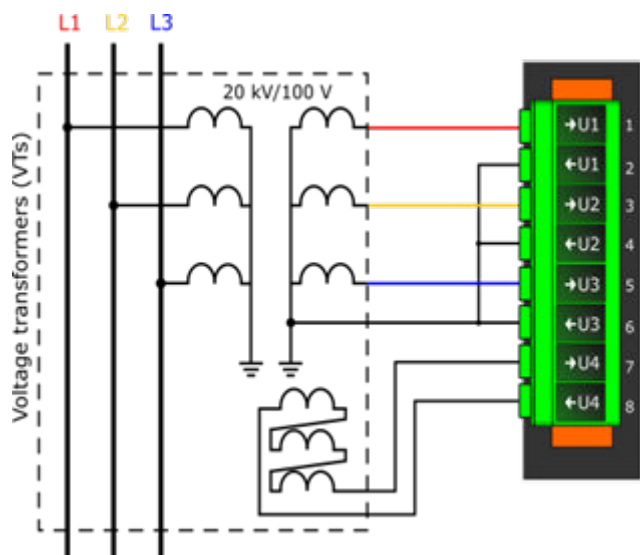 L1 L2 L3
20 kV/100 V
Voltage transformers (VTs)
→U1 1
←U1 2
→U2 3
←U2 4
→U3 5
←U3 6
→U4 7
←U4 8